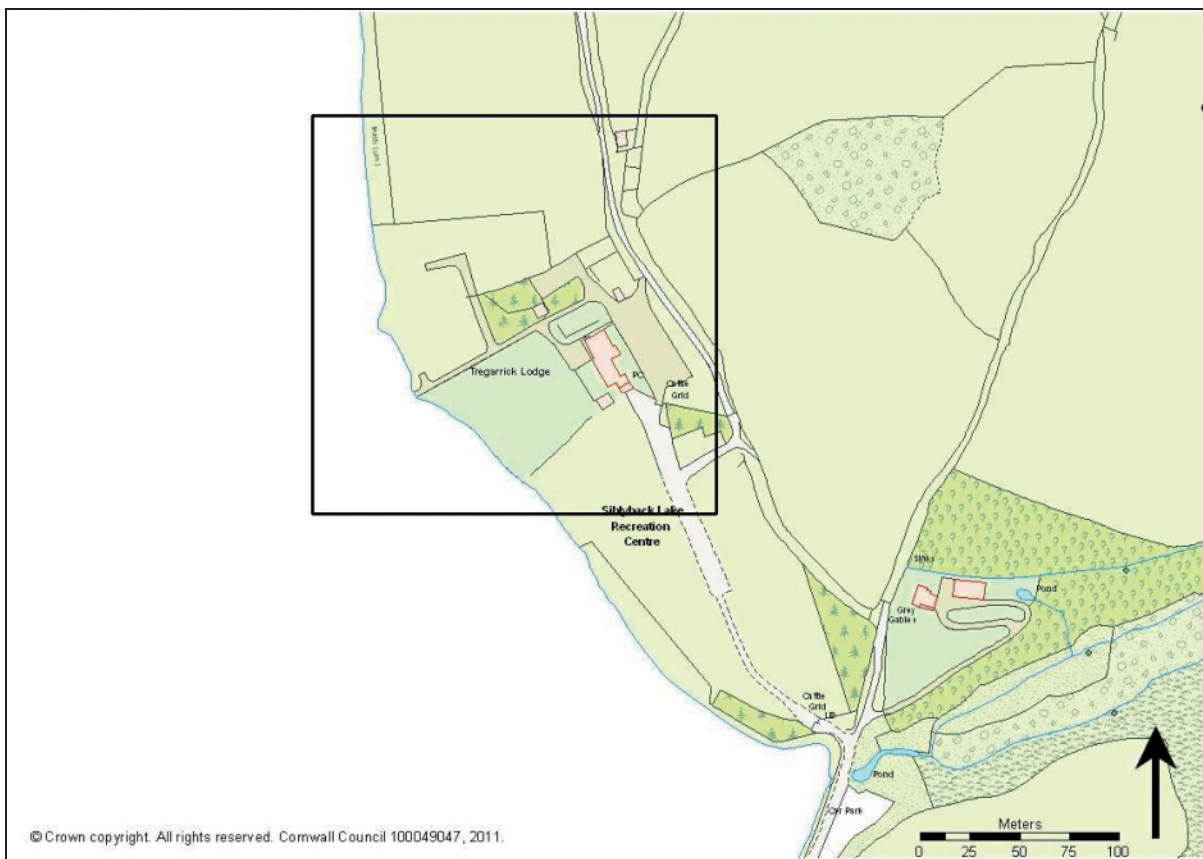 Tregarrick Lodge
PC
Cattle
Grid
Siblyback Lake
Recreation
Centre
Sinks
Pond
Grey
Gables
Cattle
Grid
LB
Pond
Car Park
Meters
0 25 50 75 100
© Crown copyright. All rights reserved. Cornwall Council 100049047, 2011.